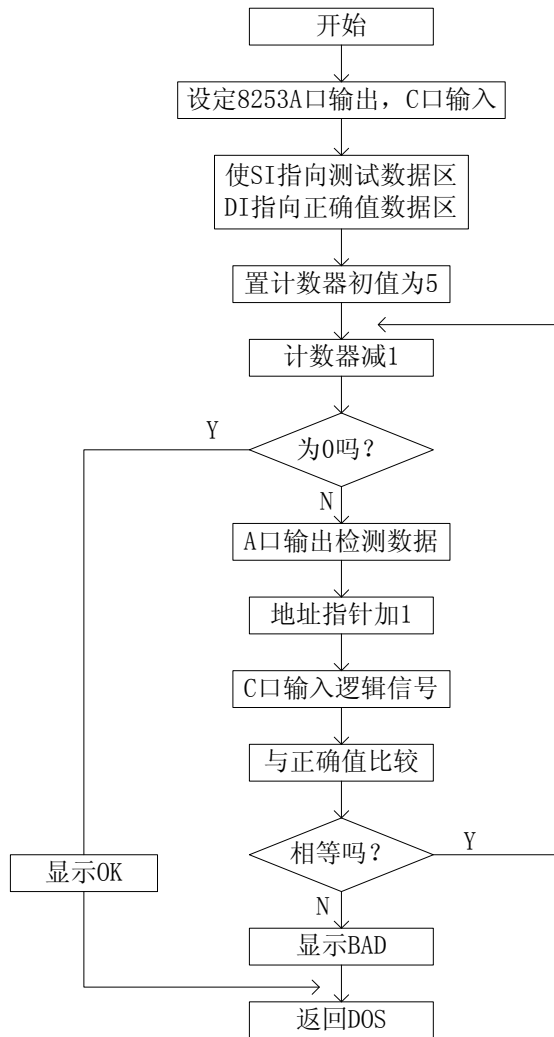 开始
设定8253A口输出，C口输入
使SI指向测试数据区
DI指向正确值数据区
置计数器初值为5
计数器减1
Y
为0吗？
N
A口输出检测数据
地址指针加1
C口输入逻辑信号
与正确值比较
相等吗？
Y
显示OK
N
显示BAD
返回DOS